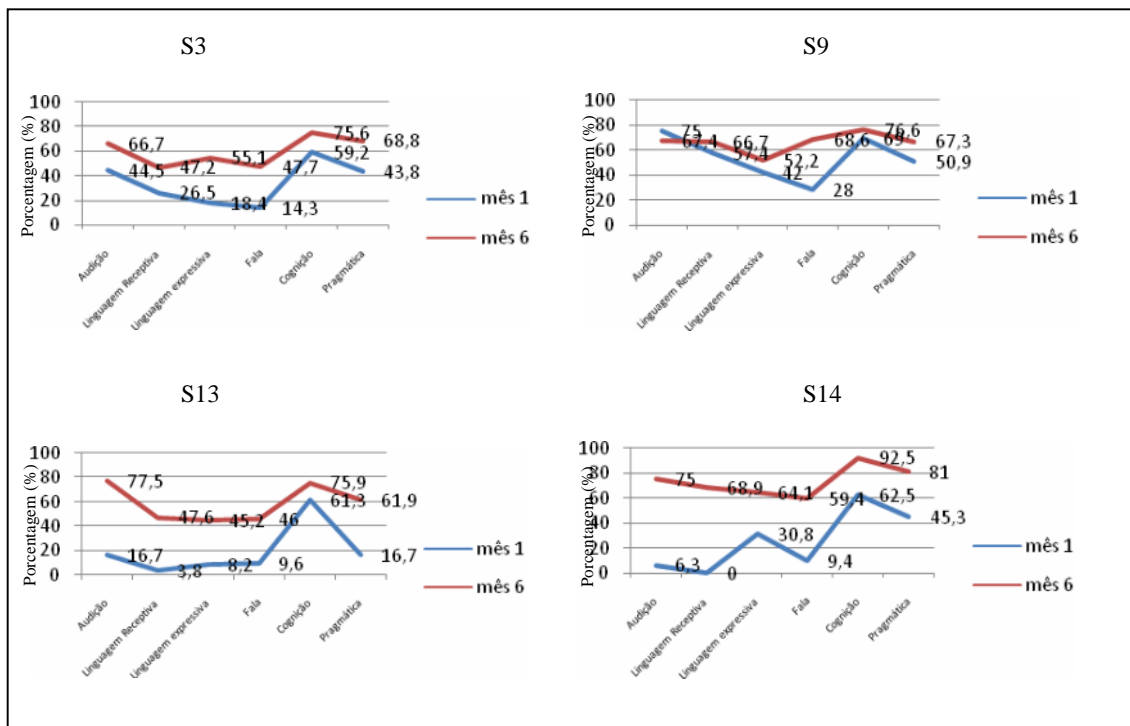 S3
Porcentagem (%)
100
80
60
40
20
0
66,7
47,2
55,1
47,7
75,6
68,8
44,5
26,5
18,4
14,3
59,2
43,8
Audição
Linguagem Receptiva
Linguagem expressiva
Fala
Cognição
Pragmática
mês 1
mês 6
S9
Porcentagem (%)
100
80
60
40
20
0
75
57,4
42
28
69
50,9
67,4
66,7
52,2
68,6
76,6
67,3
Audição
Linguagem Receptiva
Linguagem expressiva
Fala
Cognição
Pragmática
mês 1
mês 6
S13
Porcentagem (%)
100
80
60
40
20
0
77,5
47,6
45,2
46
75,9
61,9
16,7
3,8
8,2
9,6
61,3
16,7
Audição
Linguagem Receptiva
Linguagem expressiva
Fala
Cognição
Pragmática
mês 1
mês 6
S14
Porcentagem (%)
100
80
60
40
20
0
75
68,9
64,1
59,4
92,5
81
6,3
0
30,8
9,4
62,5
45,3
Audição
Linguagem Receptiva
Linguagem expressiva
Fala
Cognição
Pragmática
mês 1
mês 6